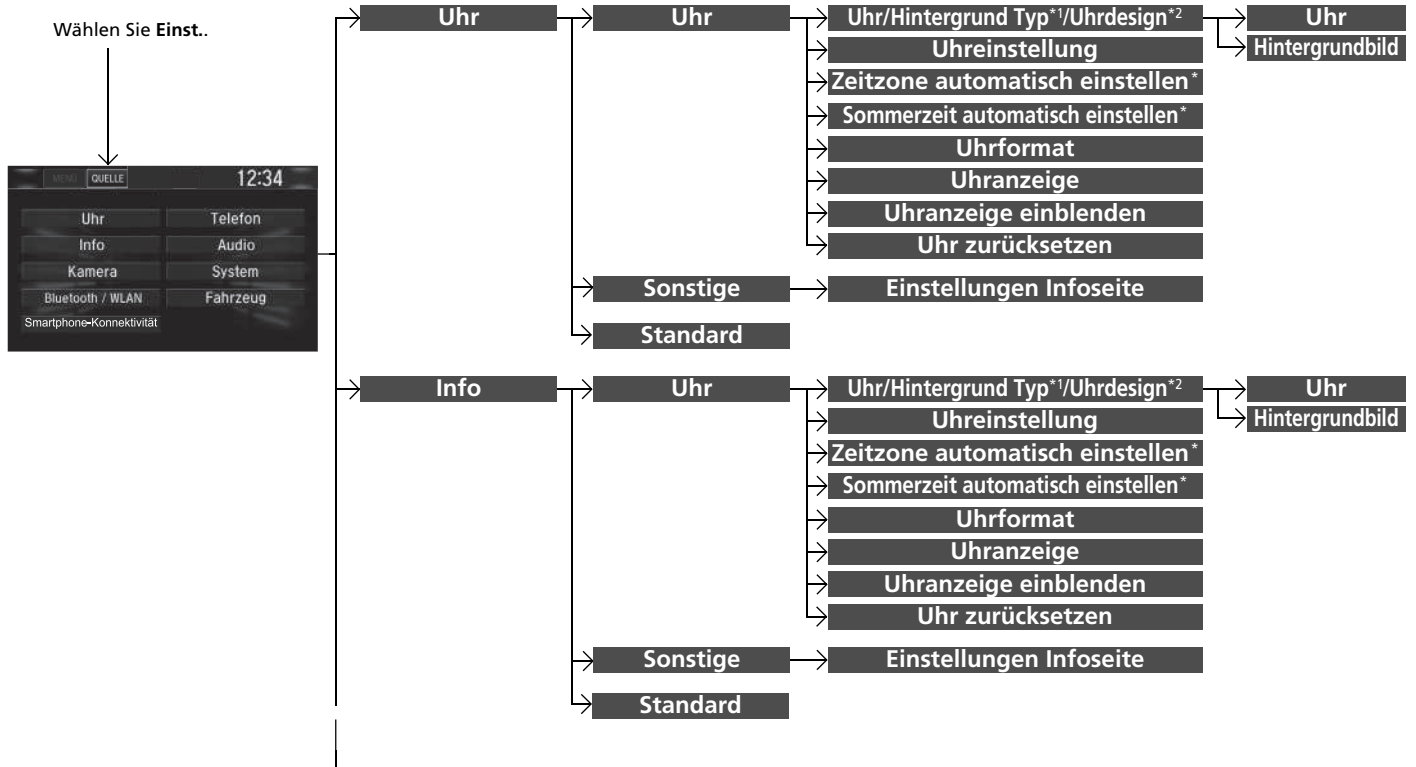 Wählen Sie Einst..
MENÜ QUELLE 12:34
Uhr Telefon
Info Audio
Kamera System
Bluetooth / WLAN Fahrzeug
Smartphone-Konnektivität
Uhr
Uhr
Uhr/Hintergrund Typ*1/Uhrdesign*2
Uhr
Hintergrundbild
Uhreinstellung
Zeitzone automatisch einstellen*
Sommerzeit automatisch einstellen*
Uhrformat
Uhranzeige
Uhranzeige einblenden
Uhr zurücksetzen
Sonstige
Einstellungen Infoseite
Standard
Info
Uhr
Uhr/Hintergrund Typ*1/Uhrdesign*2
Uhr
Hintergrundbild
Uhreinstellung
Zeitzone automatisch einstellen*
Sommerzeit automatisch einstellen*
Uhrformat
Uhranzeige
Uhranzeige einblenden
Uhr zurücksetzen
Sonstige
Einstellungen Infoseite
Standard